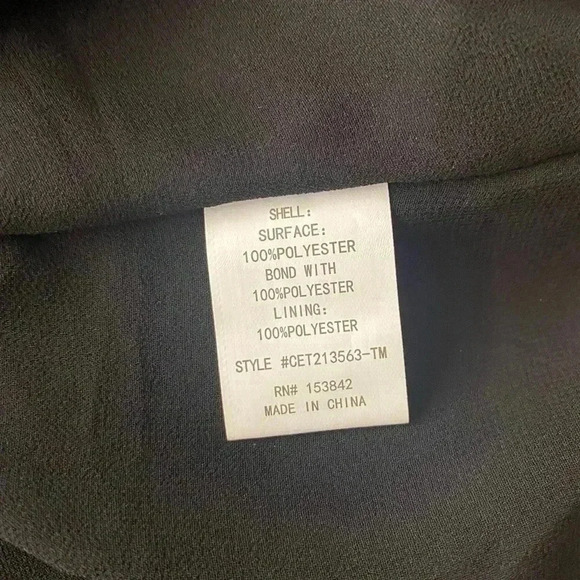 SHELL:
SURFACE:
100%POLYESTER
BOND WITH
100%POLYESTER
LINING:
100%POLYESTER
STYLE #CET213563-TM
RN# 153842
MADE IN CHINA